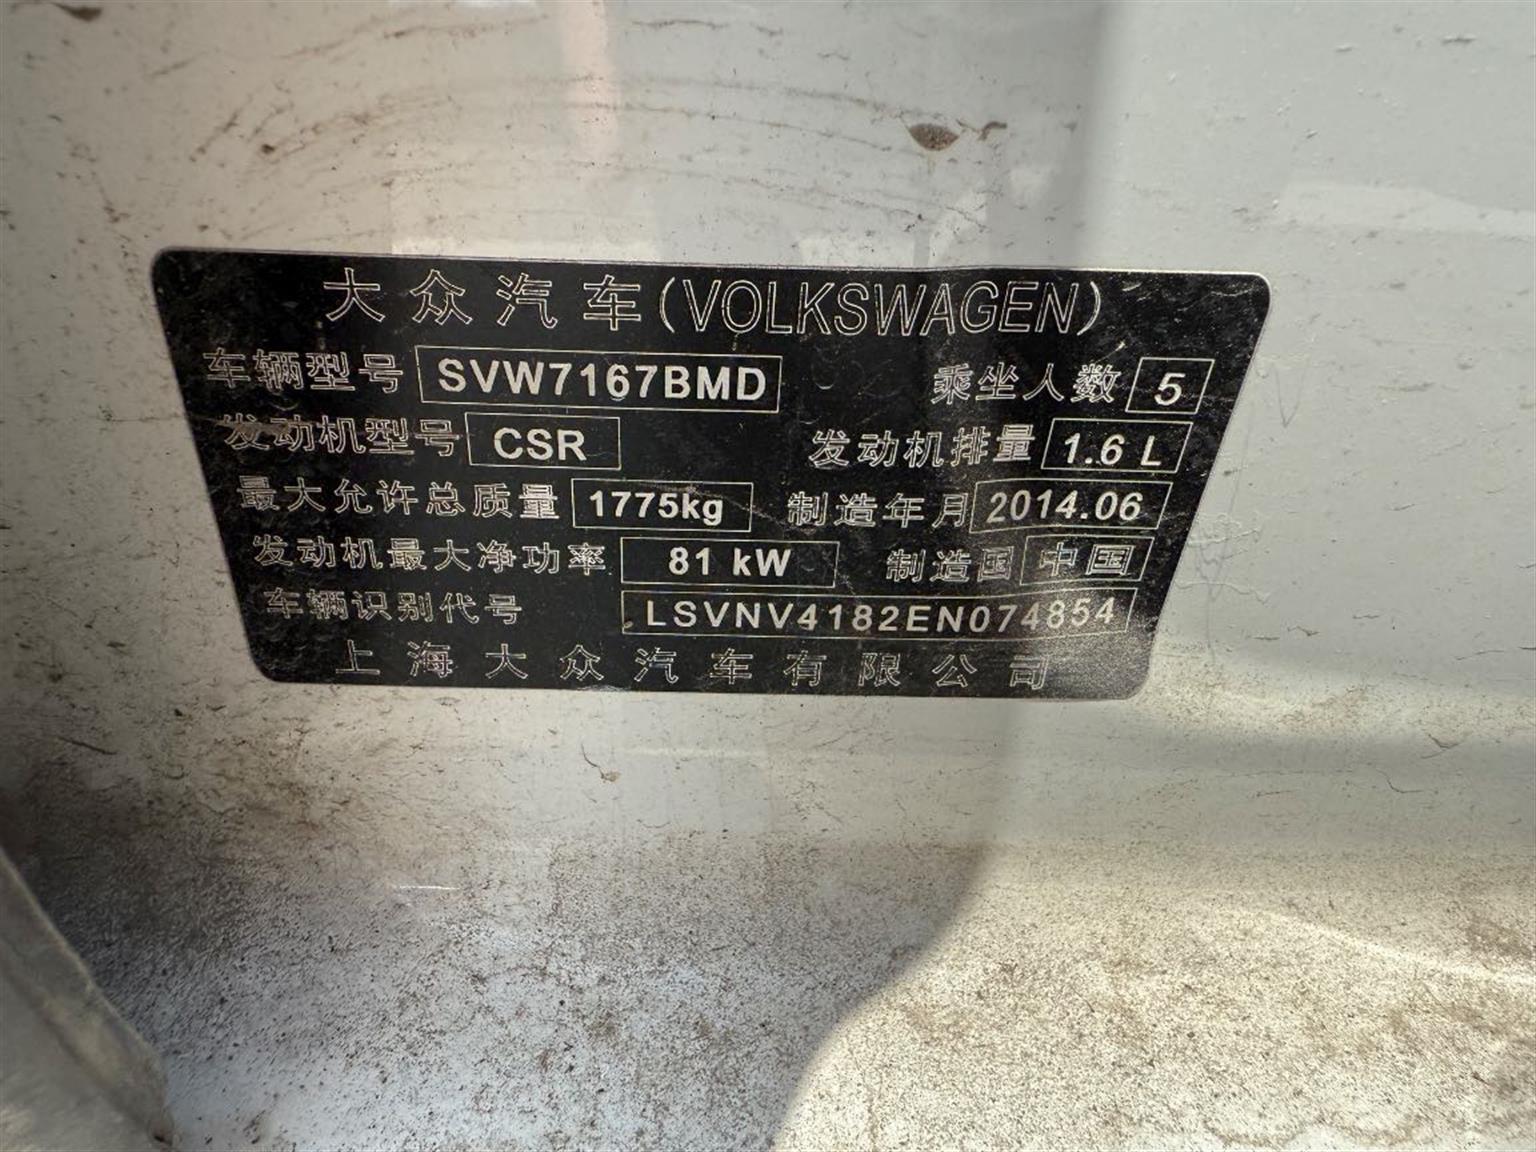 大众汽车(VOLKSWAGEN)
车辆型号 SVW7167BMD 乘坐人数 5
发动机型号 CSR 发动机排量 1.6 L
最大允许总质量 1775kg 制造年月 2014.06
发动机最大净功率 81 kW 制造国 中国
车辆识别代号 LSVNV4182EN074854
上海大众汽车有限公司